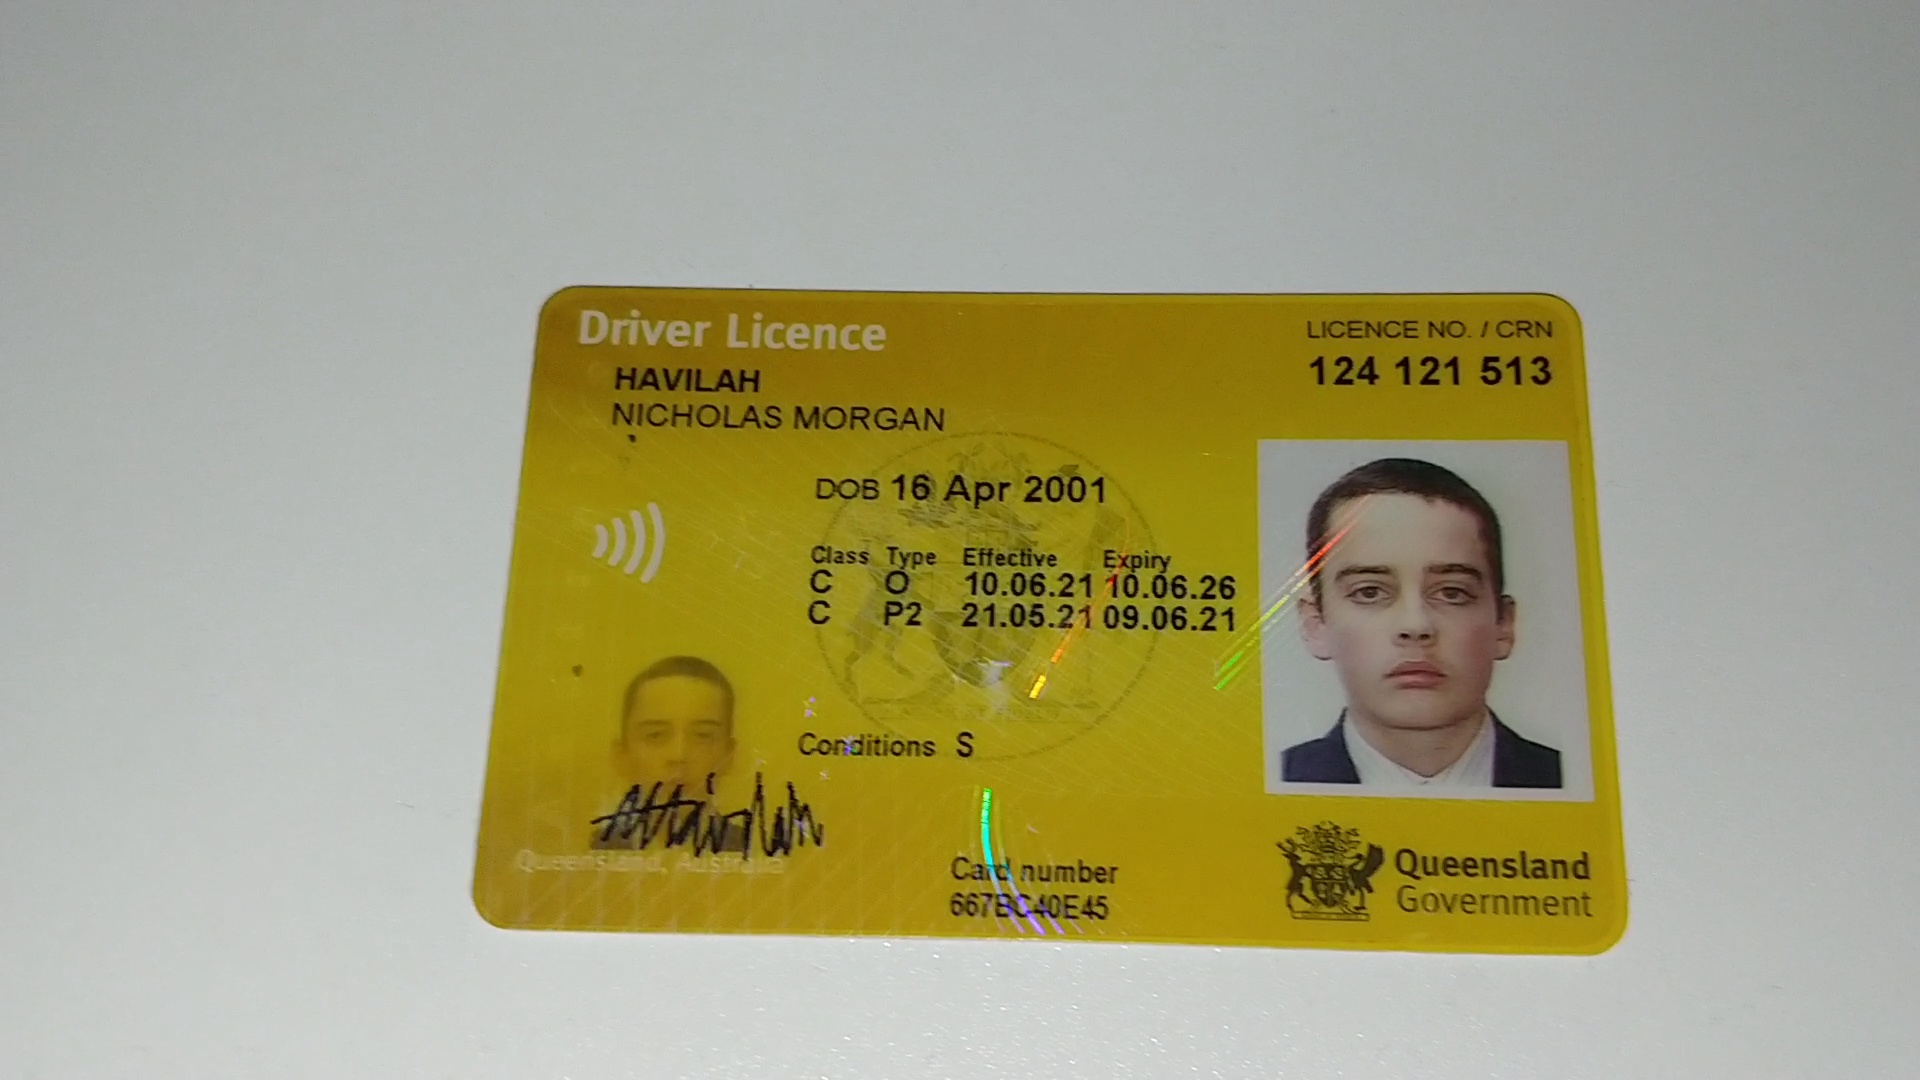 Driver Licence
HAVILAH
NICHOLAS MORGAN
LICENCE NO. / CRN
124 121 513
DOB 16 Apr 2001
Class Type Effective Expiry
C O 10.06.21 10.06.26
C P2 21.05.21 09.06.21
Conditions S
Queensland, Australia
Card number
667BC40E45
Queensland
Government